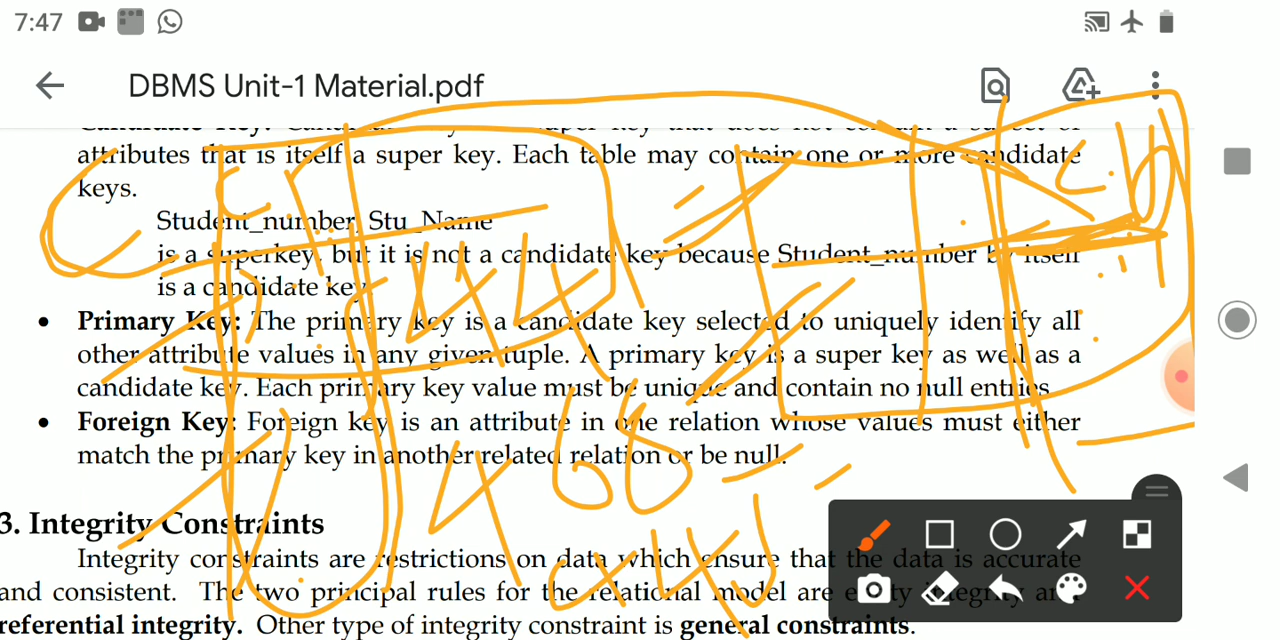 7:47
DBMS Unit-1 Material.pdf
attributes that is itself a super key. Each table may contain one or more candidate
keys.
Student_number, Stu_Name
is a superkey, but it is not a candidate key because Student_number by itself
is a candidate key.
• Primary Key: The primary key is a candidate key selected to uniquely identify all
other attribute values in any given tuple. A primary key is a super key as well as a
candidate key. Each primary key value must be unique and contain no null entries.
• Foreign Key: Foreign key is an attribute in one relation whose values must either
match the primary key in another related relation or be null.
3. Integrity Constraints
Integrity constraints are restrictions on data which ensure that the data is accurate
and consistent. The two principal rules for the relational model are
referential integrity. Other type of integrity constraint is general constraints.